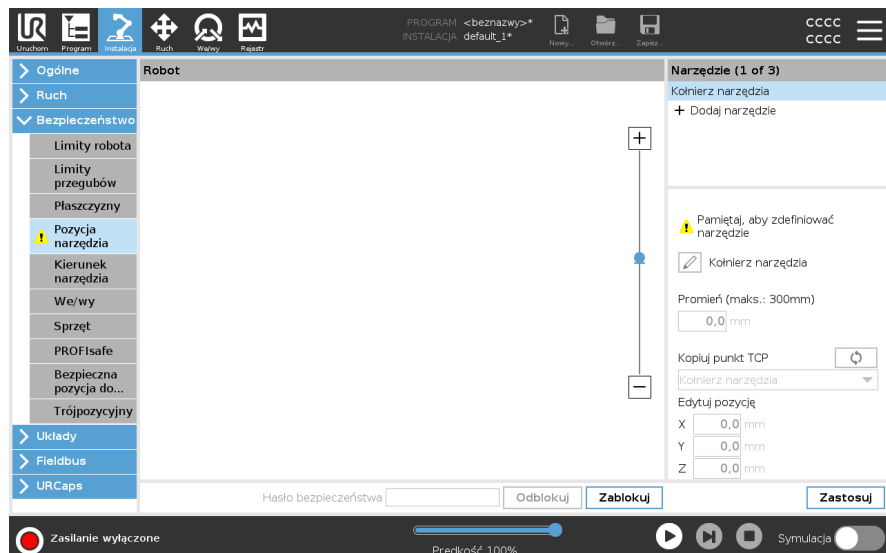 PROGRAM <beznazwy>*
INSTALACJA default_1*
Uruchom Program Instalacja Ruch We/wy Rejestr
Nowy... Otwórz... Zapisz...
CCCC
CCCC
Ogólne
Ruch
Bezpieczeństwo
Limity robota
Limity
przegubów
Płaszczyzny
Pozycja
narzędzia
Kierunek
narzędzia
We/wy
Sprzęt
PROFIsafe
Bezpieczna
pozycja do...
Trójpozycyjny
Układy
Fieldbus
URCaps
Robot
Narzędzie (1 of 3)
Kołnierz narzędzia
+ Dodaj narzędzie
Pamiętaj, aby zdefiniować
narzędzie
Kołnierz narzędzia
Promień (maks.: 300mm)
0,0 mm
Kopiuj punkt TCP
Kołnierz narzędzia
Edytuj pozycję
X 0,0 mm
Y 0,0 mm
Z 0,0 mm
Hasło bezpieczeństwa Odblokuj Zablokuj Zastosuj
Zasilanie wyłączone
Prędkość 100%
Symulacja